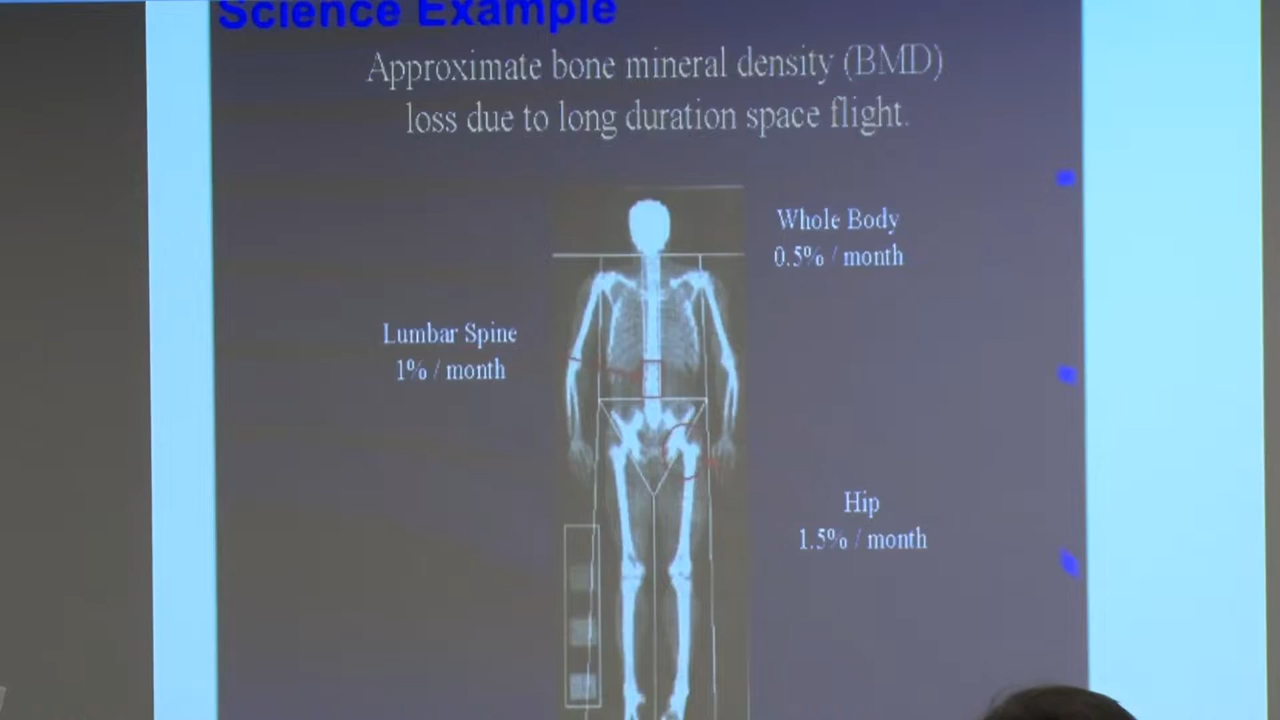 Science Example
Approximate bone mineral density (BMD)
loss due to long duration space flight.
Whole Body
0.5% / month
Lumbar Spine
1% / month
Hip
1.5% / month